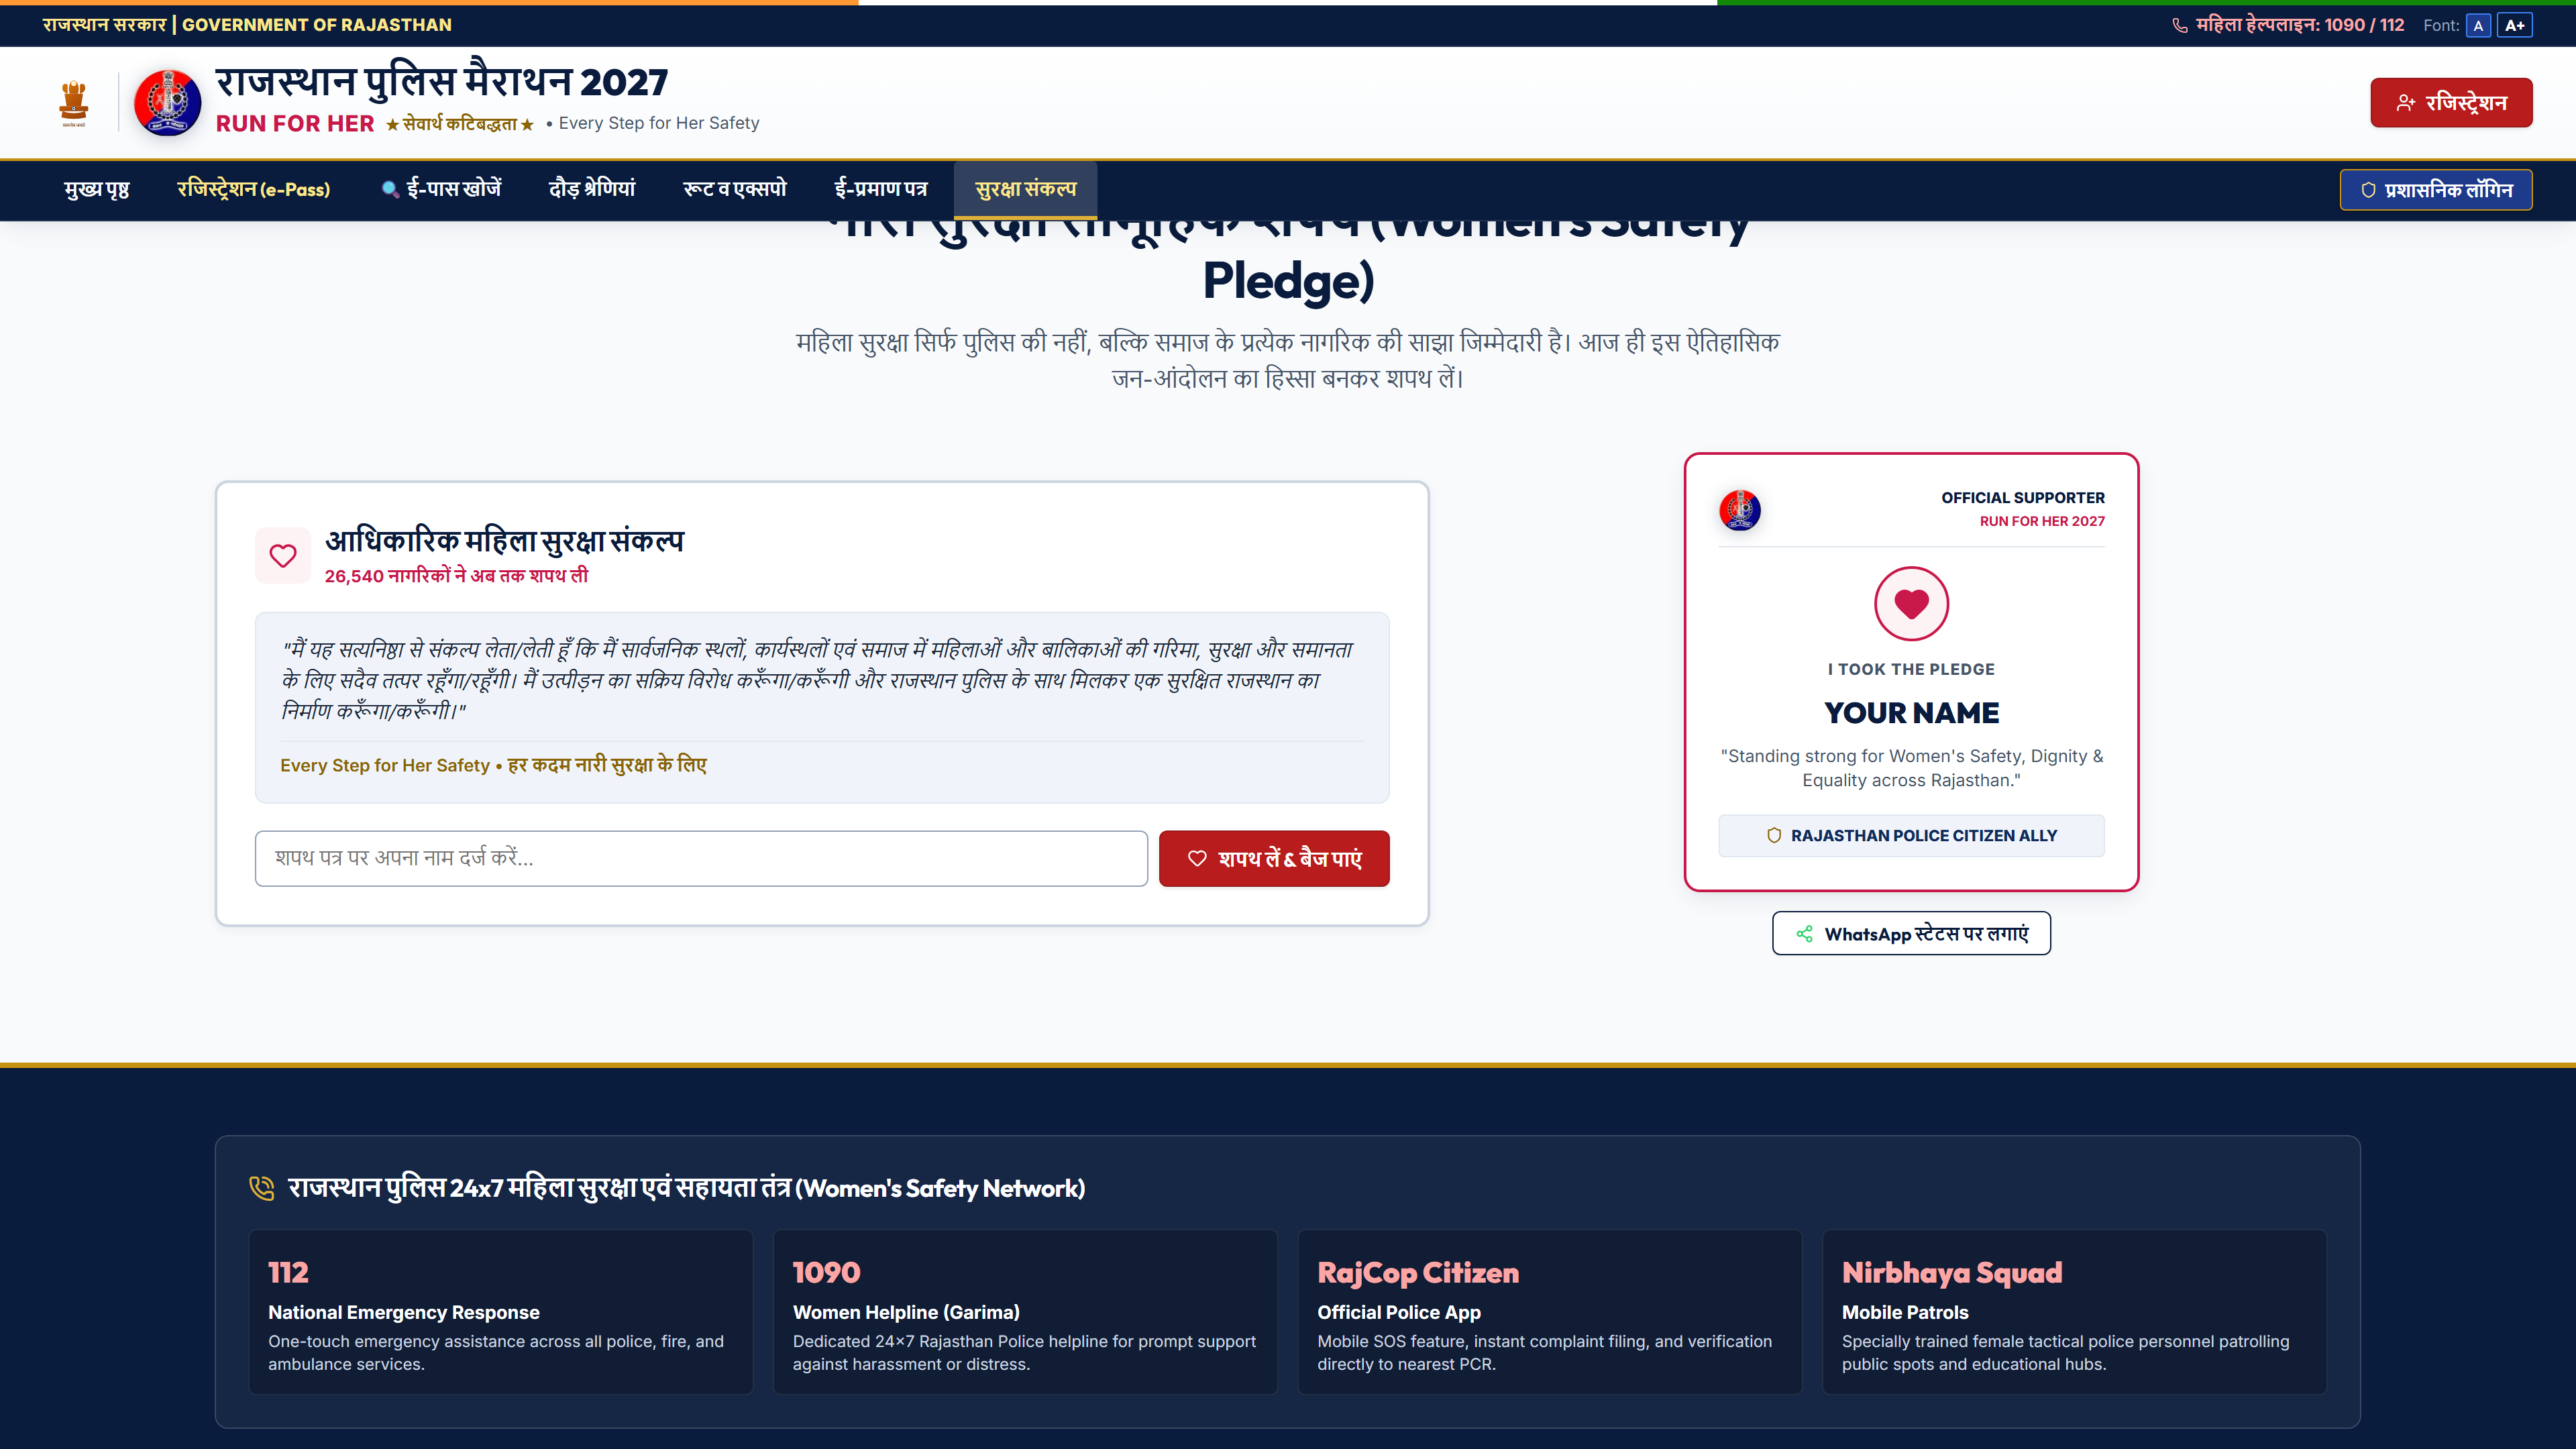 राजस्थान सरकार | GOVERNMENT OF RAJASTHAN
महिला हेल्पलाइन: 1090 / 112 Font: A A+
राजस्थान पुलिस मैराथन 2027
RUN FOR HER ★ सेवार्थ कटिबद्धता ★ • Every Step for Her Safety
रजिस्ट्रेशन
मुख्य पृष्ठ रजिस्ट्रेशन (e-Pass) ई-पास खोजें दौड़ श्रेणियां रूट व एक्सपो ई-प्रमाण पत्र सुरक्षा संकल्प प्रशासनिक लॉगिन
नारी सुरक्षा सामूहिक शपथ (Women's Safety
Pledge)
महिला सुरक्षा सिर्फ पुलिस की नहीं, बल्कि समाज के प्रत्येक नागरिक की साझा जिम्मेदारी है। आज ही इस ऐतिहासिक
जन-आंदोलन का हिस्सा बनकर शपथ लें।
आधिकारिक महिला सुरक्षा संकल्प
26,540 नागरिकों ने अब तक शपथ ली
"मैं यह सत्यनिष्ठा से संकल्प लेता/लेती हूँ कि मैं सार्वजनिक स्थलों, कार्यस्थलों एवं समाज में महिलाओं और बालिकाओं की गरिमा, सुरक्षा और समानता
के लिए सदैव तत्पर रहूँगा/रहूँगी। मैं उत्पीड़न का सक्रिय विरोध करूँगा/करूँगी और राजस्थान पुलिस के साथ मिलकर एक सुरक्षित राजस्थान का
निर्माण करूँगा/करूँगी।"
Every Step for Her Safety • हर कदम नारी सुरक्षा के लिए
शपथ पत्र पर अपना नाम दर्ज करें...
शपथ लें & बैज पाएं
OFFICIAL SUPPORTER
RUN FOR HER 2027
I TOOK THE PLEDGE
YOUR NAME
"Standing strong for Women's Safety, Dignity &
Equality across Rajasthan."
RAJASTHAN POLICE CITIZEN ALLY
WhatsApp स्टेटस पर लगाएं
राजस्थान पुलिस 24x7 महिला सुरक्षा एवं सहायता तंत्र (Women's Safety Network)
112
National Emergency Response
One-touch emergency assistance across all police, fire, and
ambulance services.
1090
Women Helpline (Garima)
Dedicated 24×7 Rajasthan Police helpline for prompt support
against harassment or distress.
RajCop Citizen
Official Police App
Mobile SOS feature, instant complaint filing, and verification
directly to nearest PCR.
Nirbhaya Squad
Mobile Patrols
Specially trained female tactical police personnel patrolling
public spots and educational hubs.